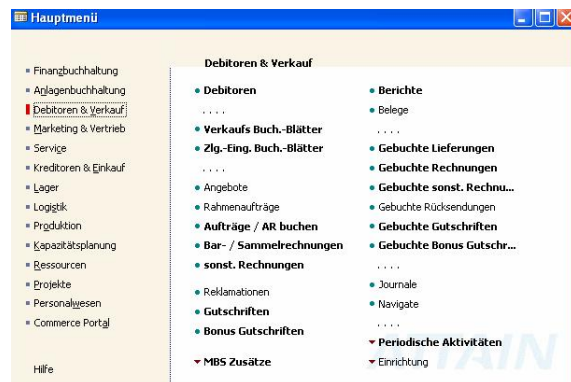 Hauptmenü
Debitoren & Verkauf
Finanzbuchhaltung
Anlagenbuchhaltung
Debitoren & Verkauf
Marketing & Vertrieb
Service
Kreditoren & Einkauf
Lager
Logistik
Produktion
Kapazitätsplanung
Ressourcen
Projekte
Personalwesen
Commerce Portal
Hilfe
Debitoren
. . . .
Verkaufs Buch.-Blätter
Zlg.-Eing. Buch.-Blätter
. . . .
Angebote
Rahmenaufträge
Aufträge / AR buchen
Bar- / Sammelrechnungen
sonst. Rechnungen
Reklamationen
Gutschriften
Bonus Gutschriften
MBS Zusätze
Berichte
Belege
. . . .
Gebuchte Lieferungen
Gebuchte Rechnungen
Gebuchte sonst. Rechnu...
Gebuchte Rücksendungen
Gebuchte Gutschriften
Gebuchte Bonus Gutschr...
. . . .
Journale
Navigate
. . . .
Periodische Aktivitäten
Einrichtung